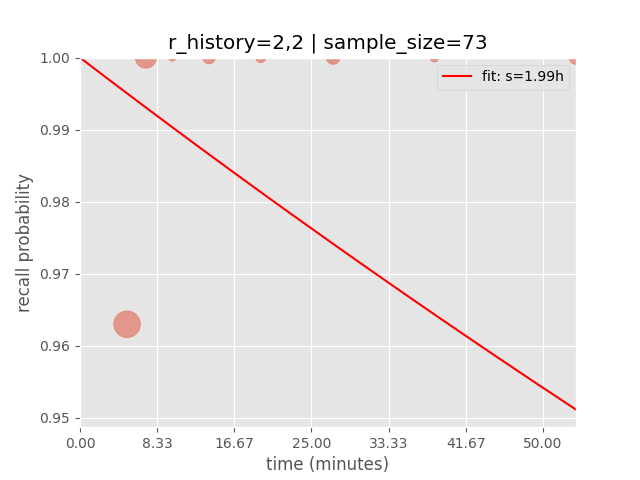 r_history=2,2 | sample_size=73
1.00
0.99
0.98
0.97
0.96
0.95
recall probability
fit: s=1.99h
0.00 8.33 16.67 25.00 33.33 41.67 50.00
time (minutes)